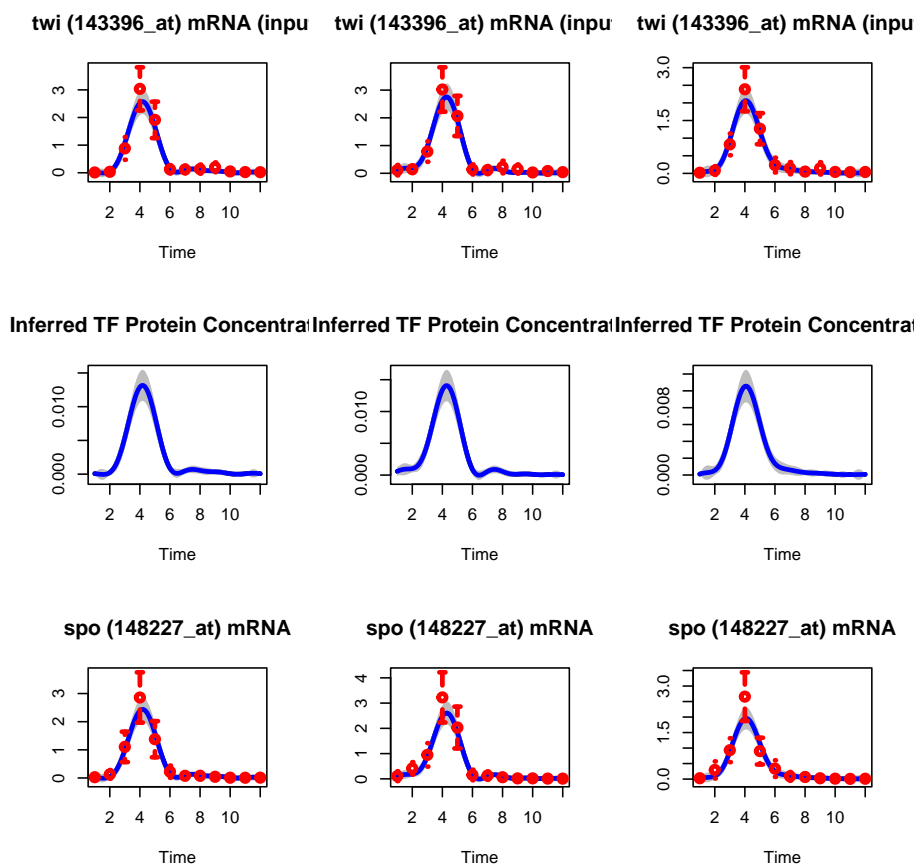 twi (143396_at) mRNA (inpu twi (143396_at) mRNA (inpu twi (143396_at) mRNA (inpu
3 3 3.0
2 2
1 1 1.5
0 0 0.0
2 4 6 8 10 2 4 6 8 10 2 4 6 8 10
Time Time Time
Inferred TF Protein Concentrat Inferred TF Protein Concentrat Inferred TF Protein Concentrat
0.010 0.010 0.008
0.000 0.000 0.000
2 4 6 8 10 2 4 6 8 10 2 4 6 8 10
Time Time Time
spo (148227_at) mRNA spo (148227_at) mRNA spo (148227_at) mRNA
4
3 3 3.0
2 2
1 1 1.5
0 0 0.0
2 4 6 8 10 2 4 6 8 10 2 4 6 8 10
Time Time Time